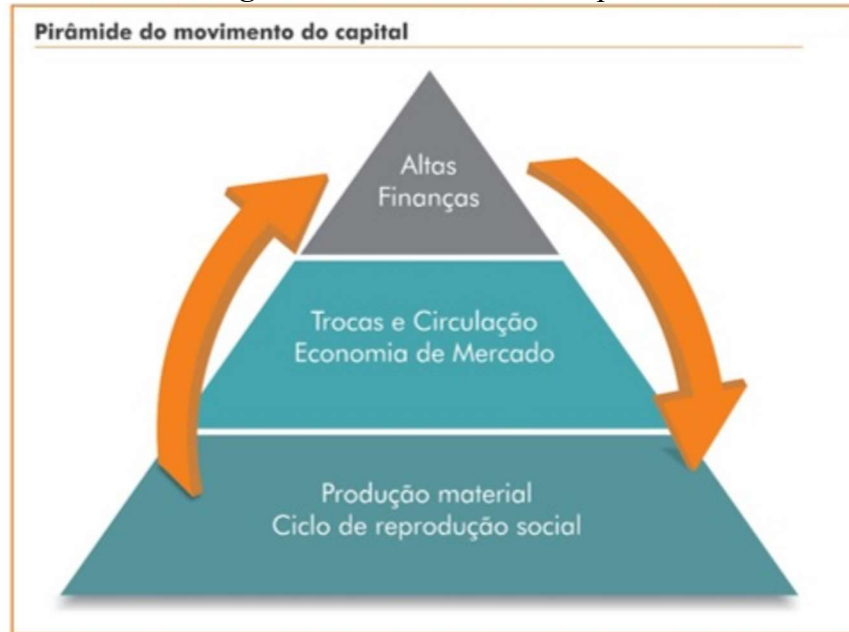 Pirâmide do movimento do capital
Altas
Finanças
Trocas e Circulação
Economia de Mercado
Produção material
Ciclo de reprodução social